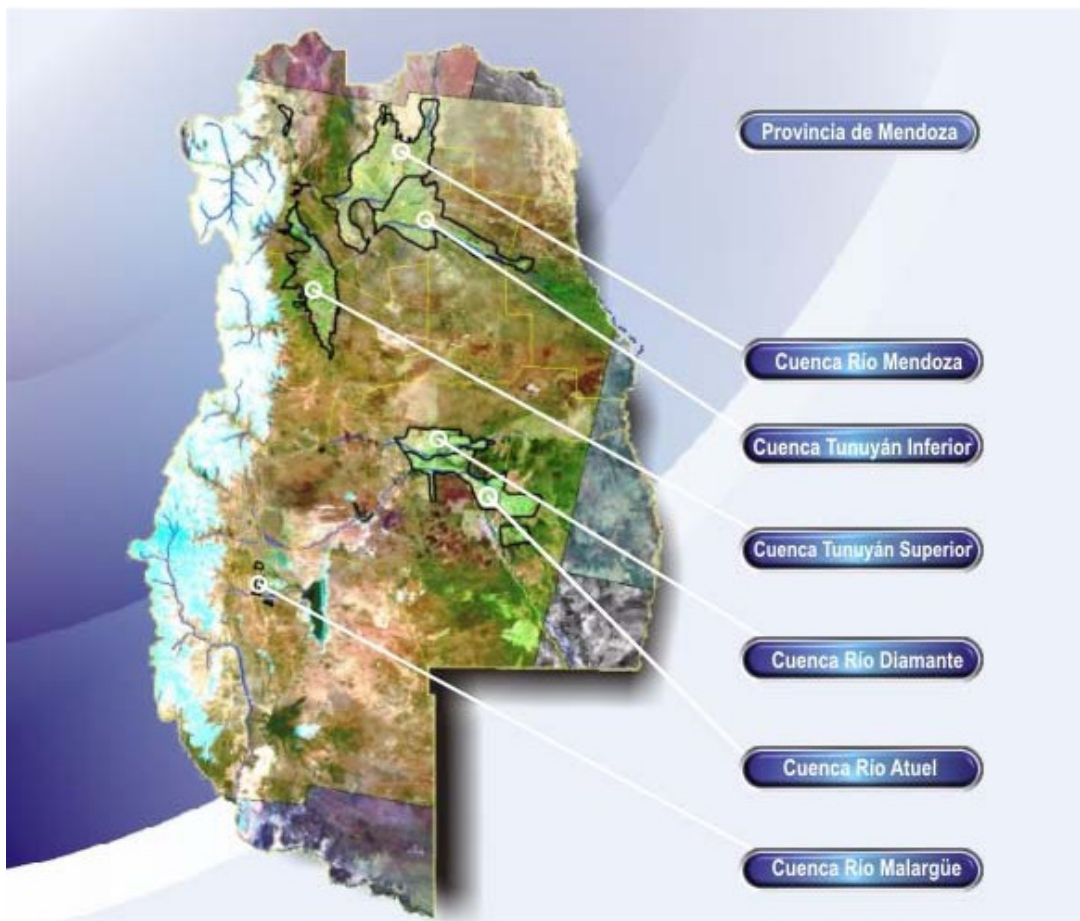 Provincia de Mendoza
Cuenca Río Mendoza
Cuenca Tunuyán Inferior
Cuenca Tunuyán Superior
Cuenca Río Diamante
Cuenca Río Atuel
Cuenca Río Malargüe